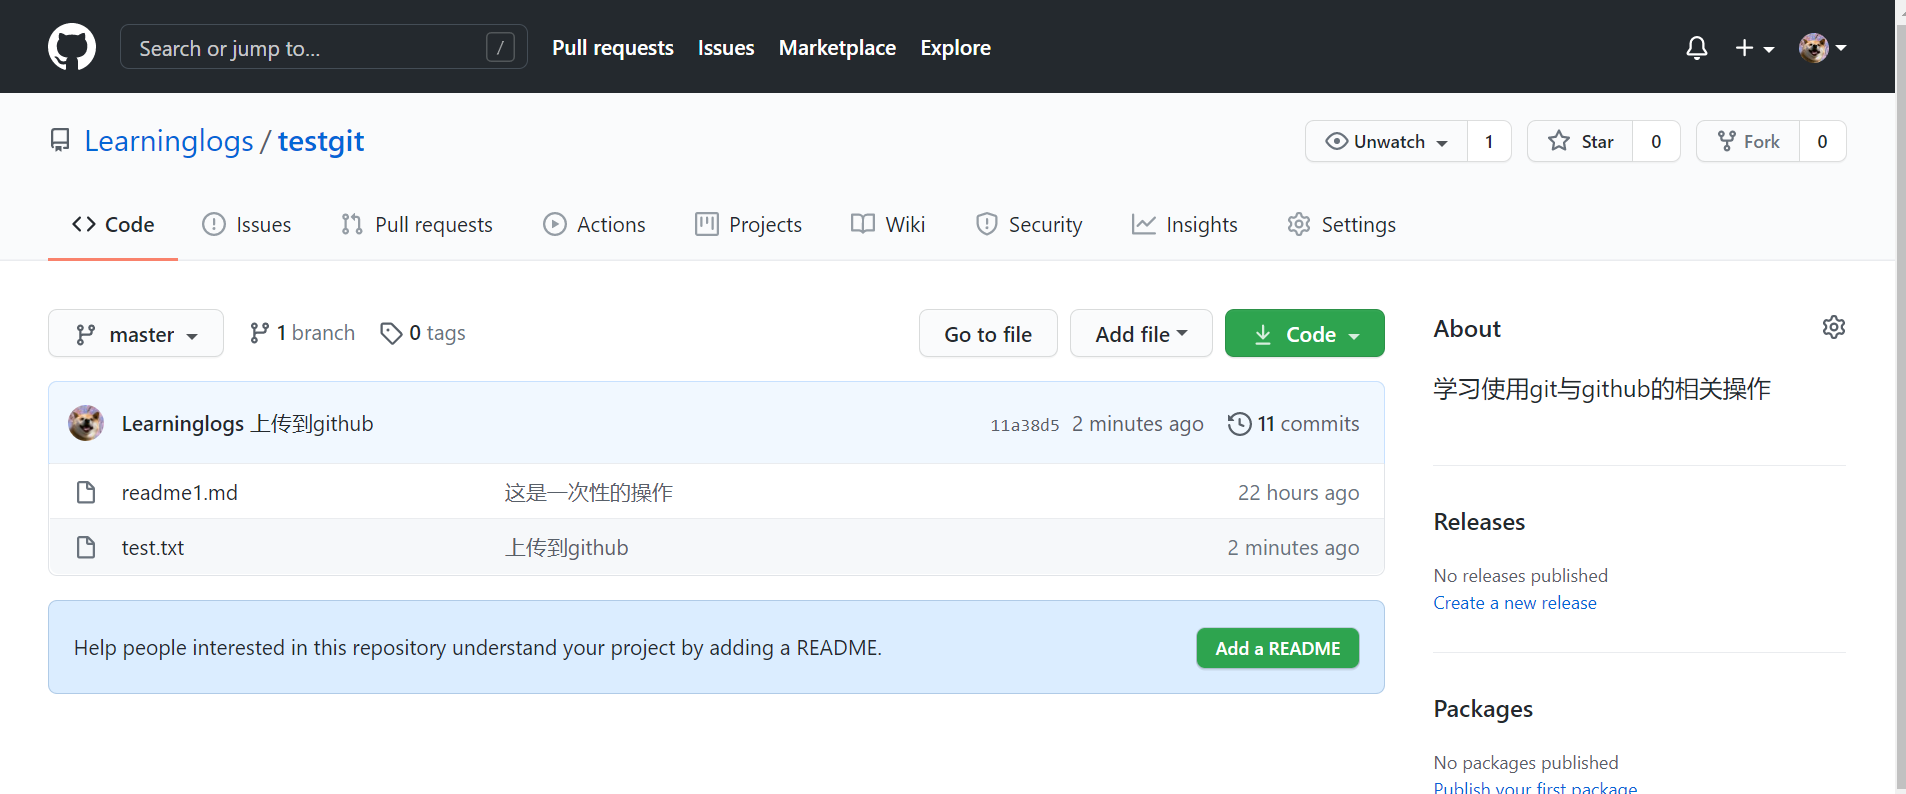 Search or jump to... / Pull requests Issues Marketplace Explore
Learninglogs / testgit Unwatch 1 Star 0 Fork 0
Code Issues Pull requests Actions Projects Wiki Security Insights Settings
master 1 branch 0 tags Go to file Add file Code
Learninglogs 上传到github 11a38d5 2 minutes ago 11 commits
readme1.md 这是一次性的操作 22 hours ago
test.txt 上传到github 2 minutes ago
Help people interested in this repository understand your project by adding a README. Add a README
About
学习使用git与github的相关操作
Releases
No releases published
Create a new release
Packages
No packages published
Publish your first package